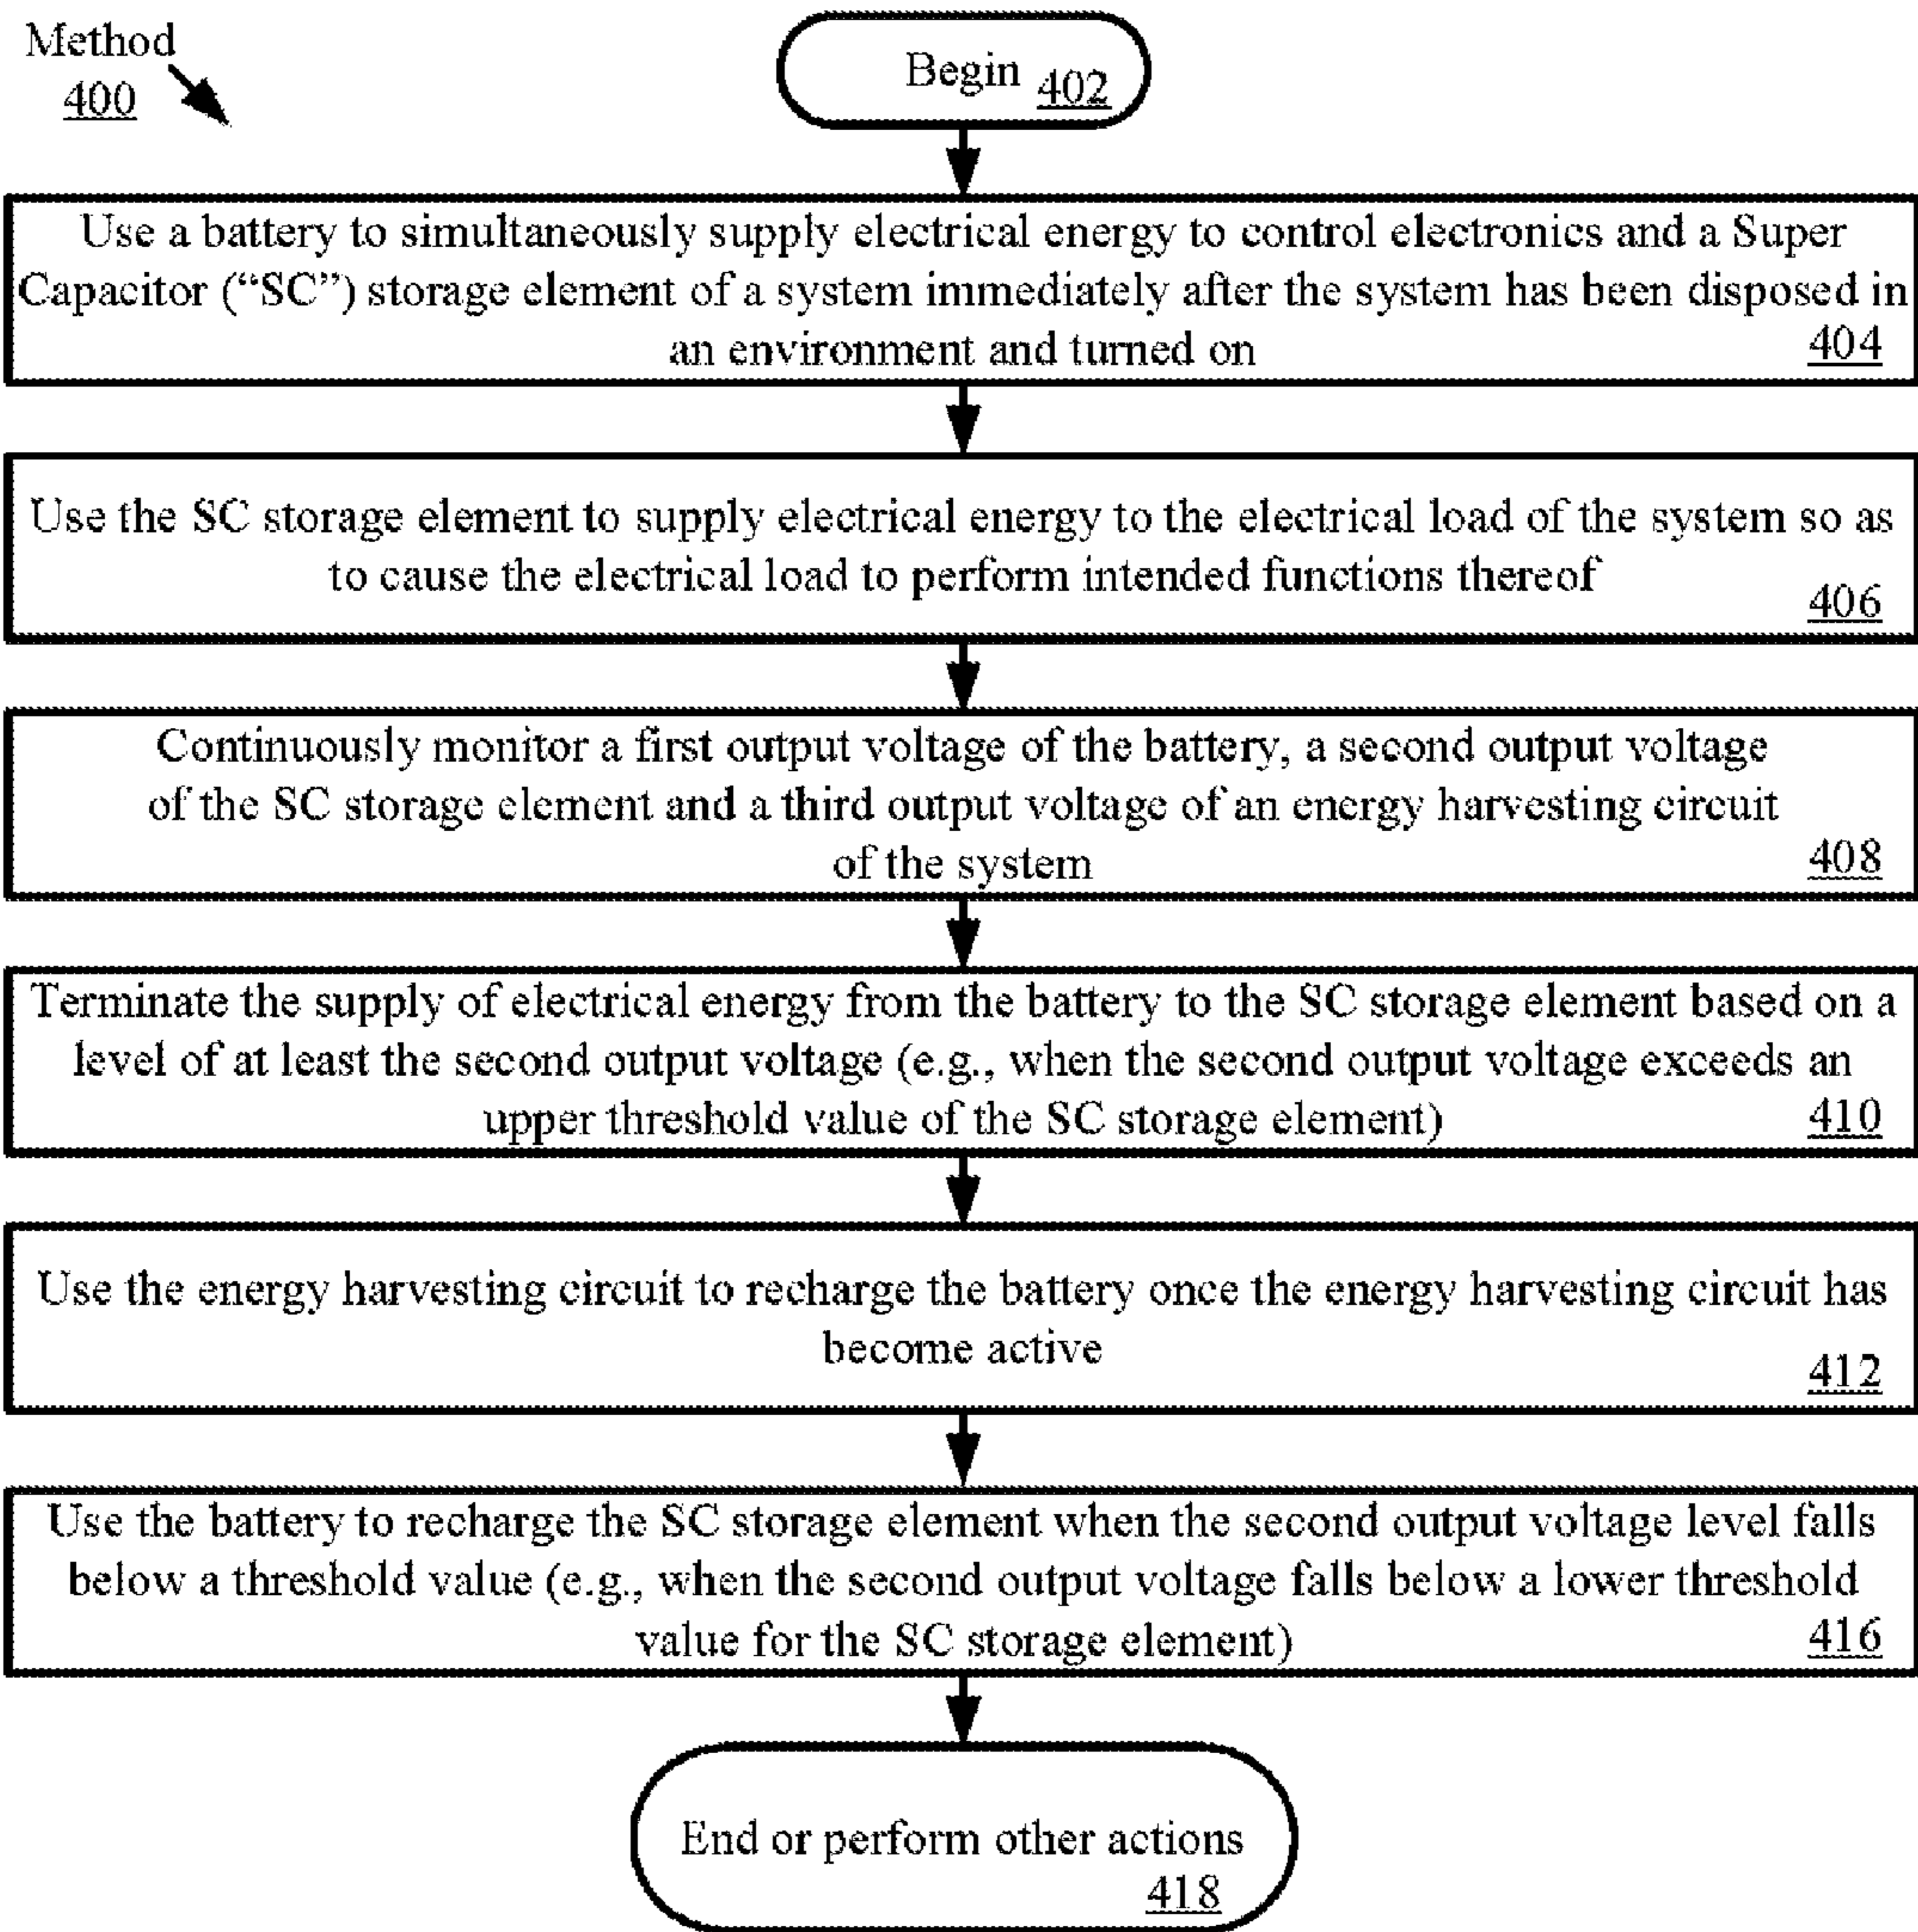 Method
400
Begin 402
Use a battery to simultaneously supply electrical energy to control electronics and a Super
Capacitor (“SC”) storage element of a system immediately after the system has been disposed in
an environment and turned on 404
Use the SC storage element to supply electrical energy to the electrical load of the system so as
to cause the electrical load to perform intended functions thereof
406
Continuously monitor a first output voltage of the battery, a second output voltage
of the SC storage element and a third output voltage of an energy harvesting circuit
of the system 408
Terminate the supply of electrical energy from the battery to the SC storage element based on a
level of at least the second output voltage (e.g., when the second output voltage exceeds an
upper threshold value of the SC storage element) 410
Use the energy harvesting circuit to recharge the battery once the energy harvesting circuit has
become active
412
Use the battery to recharge the SC storage element when the second output voltage level falls
below a threshold value (e.g., when the second output voltage falls below a lower threshold
value for the SC storage element) 416
End or perform other actions
418